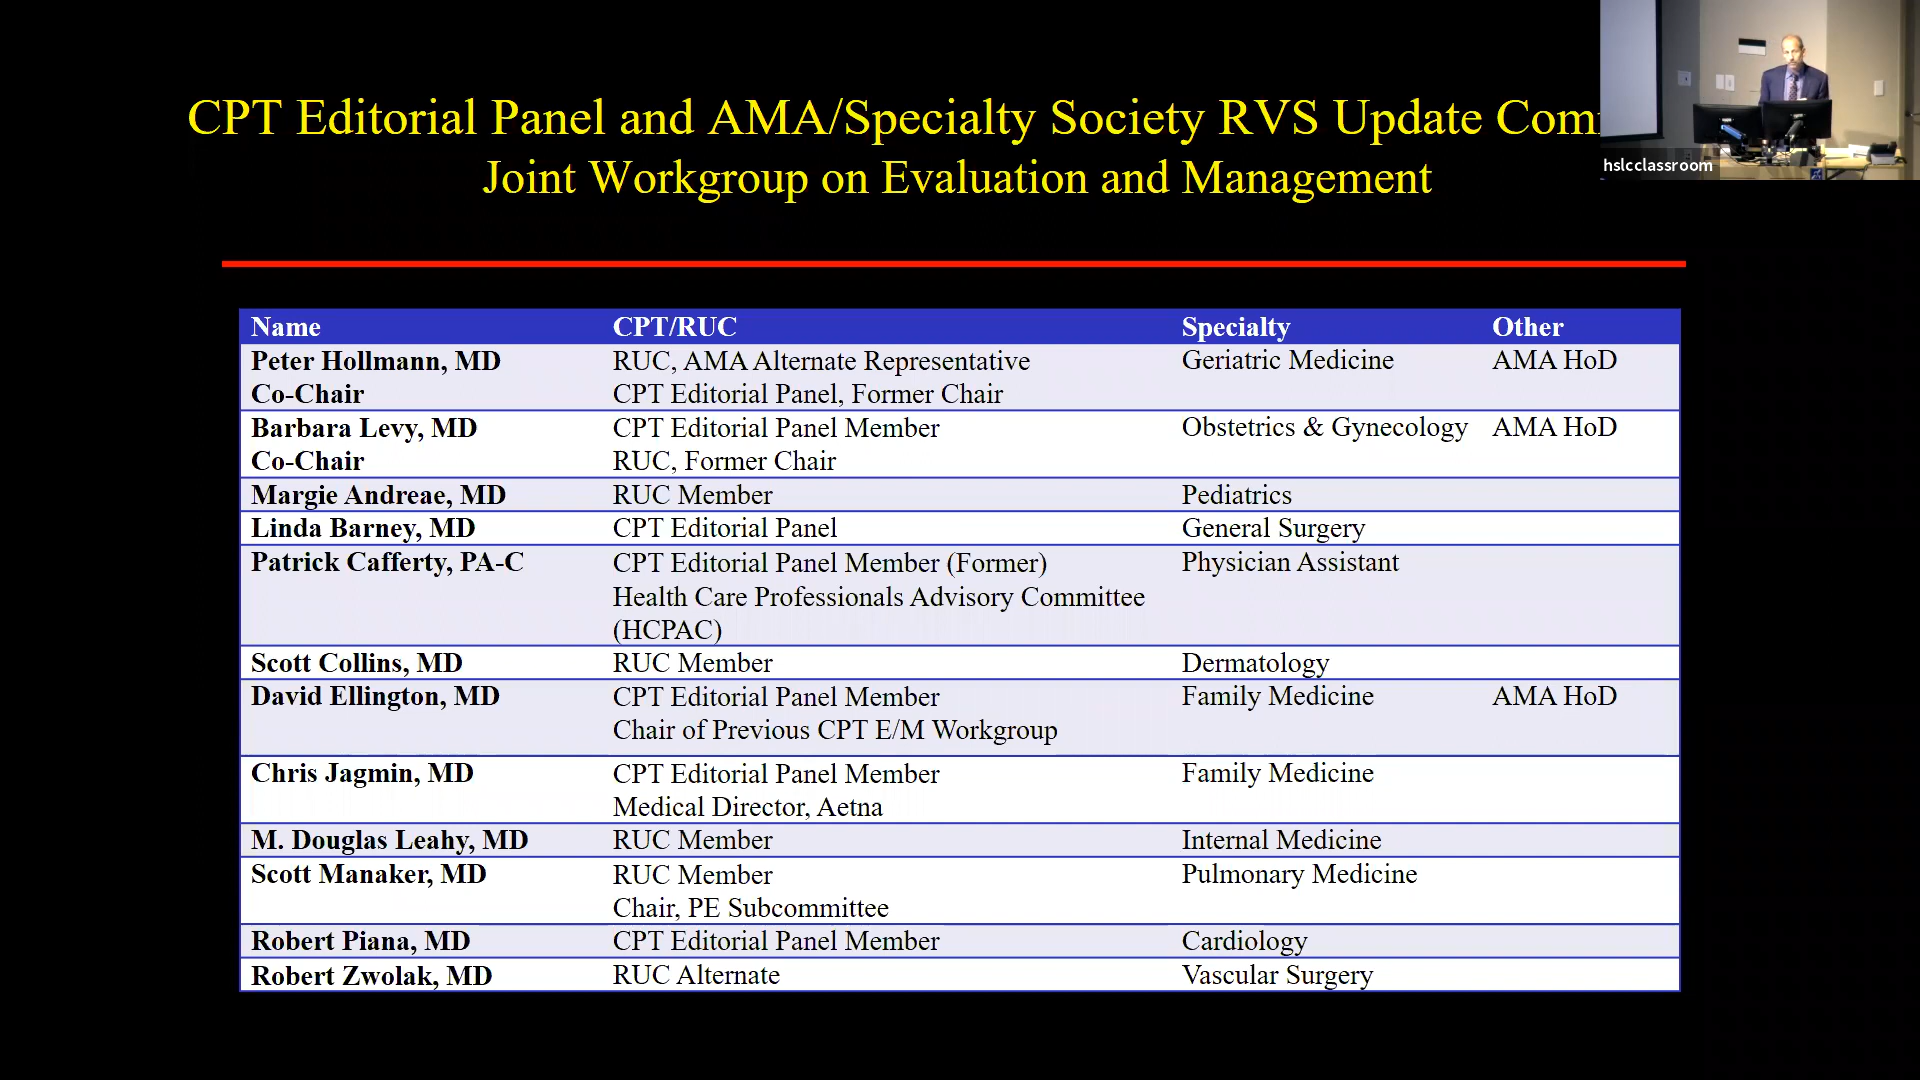 CPT Editorial Panel and AMA/Specialty Society RVS Update
Joint Workgroup on Evaluation and Management
hslcclassroom
Name CPT/RUC Specialty Other
Peter Hollmann, MD RUC, AMA Alternate Representative Geriatric Medicine AMA HoD
Co-Chair CPT Editorial Panel, Former Chair
Barbara Levy, MD CPT Editorial Panel Member Obstetrics & Gynecology AMA HoD
Co-Chair RUC, Former Chair
Margie Andreae, MD RUC Member Pediatrics
Linda Barney, MD CPT Editorial Panel General Surgery
Patrick Cafferty, PA-C CPT Editorial Panel Member (Former) Physician Assistant
Health Care Professionals Advisory Committee
(HCPAC)
Scott Collins, MD RUC Member Dermatology
David Ellington, MD CPT Editorial Panel Member Family Medicine AMA HoD
Chair of Previous CPT E/M Workgroup
Chris Jagmin, MD CPT Editorial Panel Member Family Medicine
Medical Director, Aetna
M. Douglas Leahy, MD RUC Member Internal Medicine
Scott Manaker, MD RUC Member Pulmonary Medicine
Chair, PE Subcommittee
Robert Piana, MD CPT Editorial Panel Member Cardiology
Robert Zwolak, MD RUC Alternate Vascular Surgery